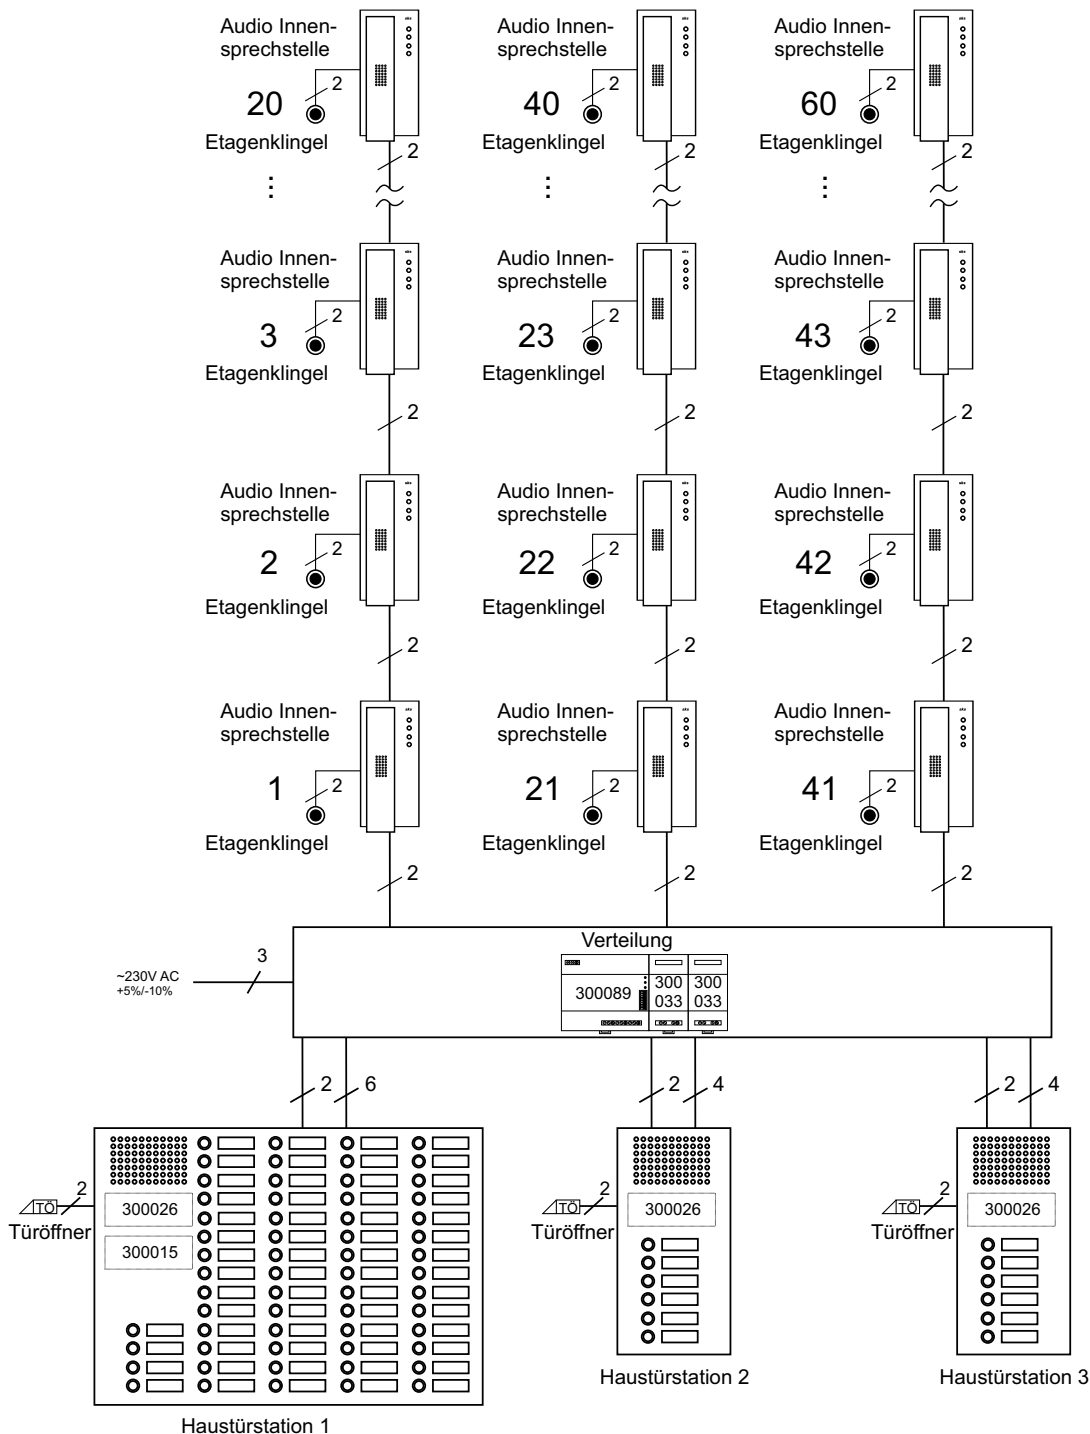 Audio Innen-
sprechstelle
2
20
Etagenklingel
2
⋮
Audio Innen-
sprechstelle
2
40
Etagenklingel
2
⋮
Audio Innen-
sprechstelle
2
60
Etagenklingel
2
⋮
Audio Innen-
sprechstelle
2
3
Etagenklingel
2
Audio Innen-
sprechstelle
2
23
Etagenklingel
2
Audio Innen-
sprechstelle
2
43
Etagenklingel
2
Audio Innen-
sprechstelle
2
2
Etagenklingel
2
Audio Innen-
sprechstelle
2
22
Etagenklingel
2
Audio Innen-
sprechstelle
2
42
Etagenklingel
2
Audio Innen-
sprechstelle
2
1
Etagenklingel
2
Audio Innen-
sprechstelle
2
21
Etagenklingel
2
Audio Innen-
sprechstelle
2
41
Etagenklingel
2
Verteilung
3
~230V AC
+5%/-10%
300089
300
033
300
033
2
6
2
4
2
4
2
TÖ
Türöffner
300026
300015
Haustürstation 1
2
TÖ
Türöffner
300026
Haustürstation 2
2
TÖ
Türöffner
300026
Haustürstation 3